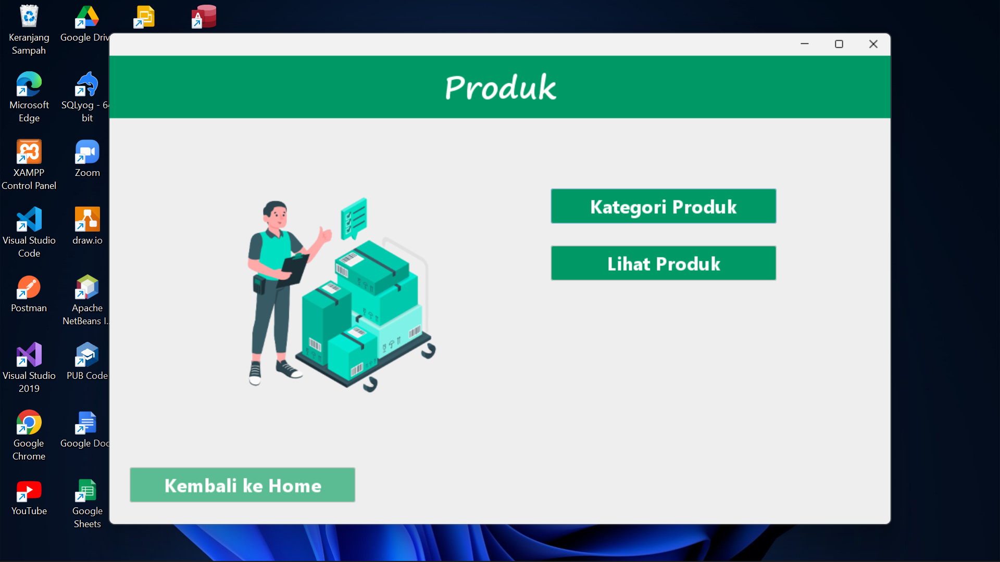 Keranjang
Sampah
Google Driv
Microsoft
Edge
SQLyog - 64
bit
XAMPP
Control Panel
Zoom
Visual Studio
Code
draw.io
Postman
Apache
NetBeans I...
Visual Studio
2019
PUB Code
Google
Chrome
Google Doc
YouTube
Google
Sheets
Produk
Kategori Produk
Lihat Produk
Kembali ke Home